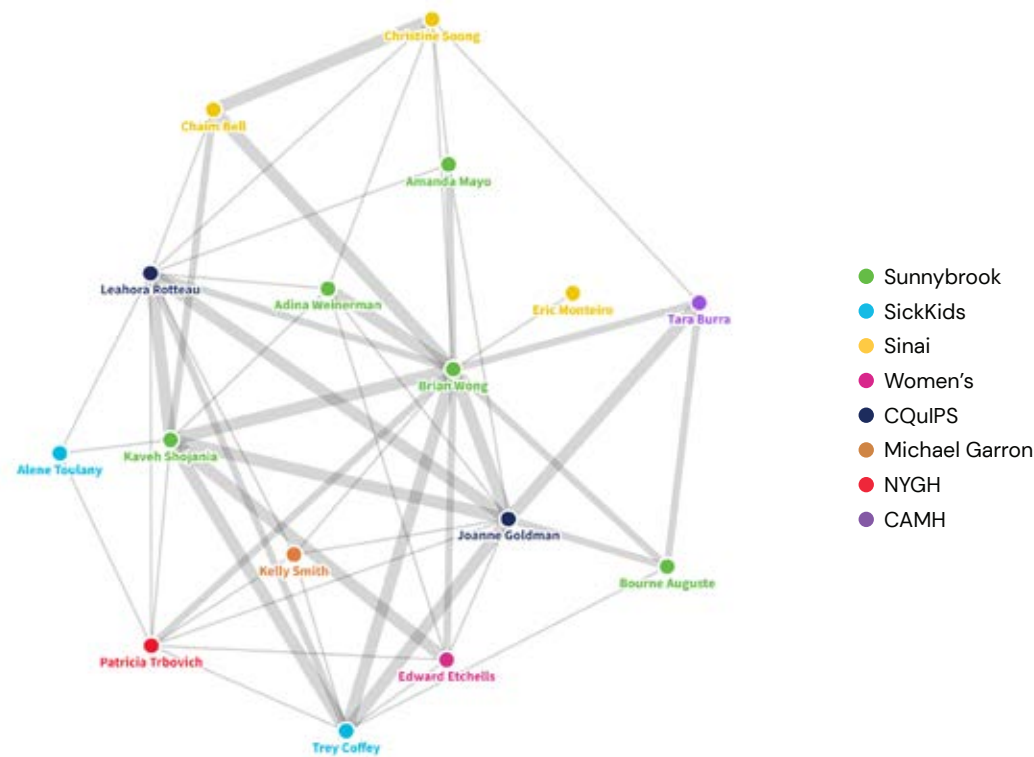 Christine Soong
Chaim Bell
Amanda Mayo
Leahora Rotteau
Adina Weinerman
Eric Monteiro
Tara Burra
Brian Wong
Kaveh Shojania
Alene Toulany
Joanne Goldman
Kelly Smith
Bourne Auguste
Patricia Trbovich
Edward Etchells
Trey Coffey
Sunnybrook
SickKids
Sinai
Women's
CQuIPS
Michael Garron
NYGH
CAMH